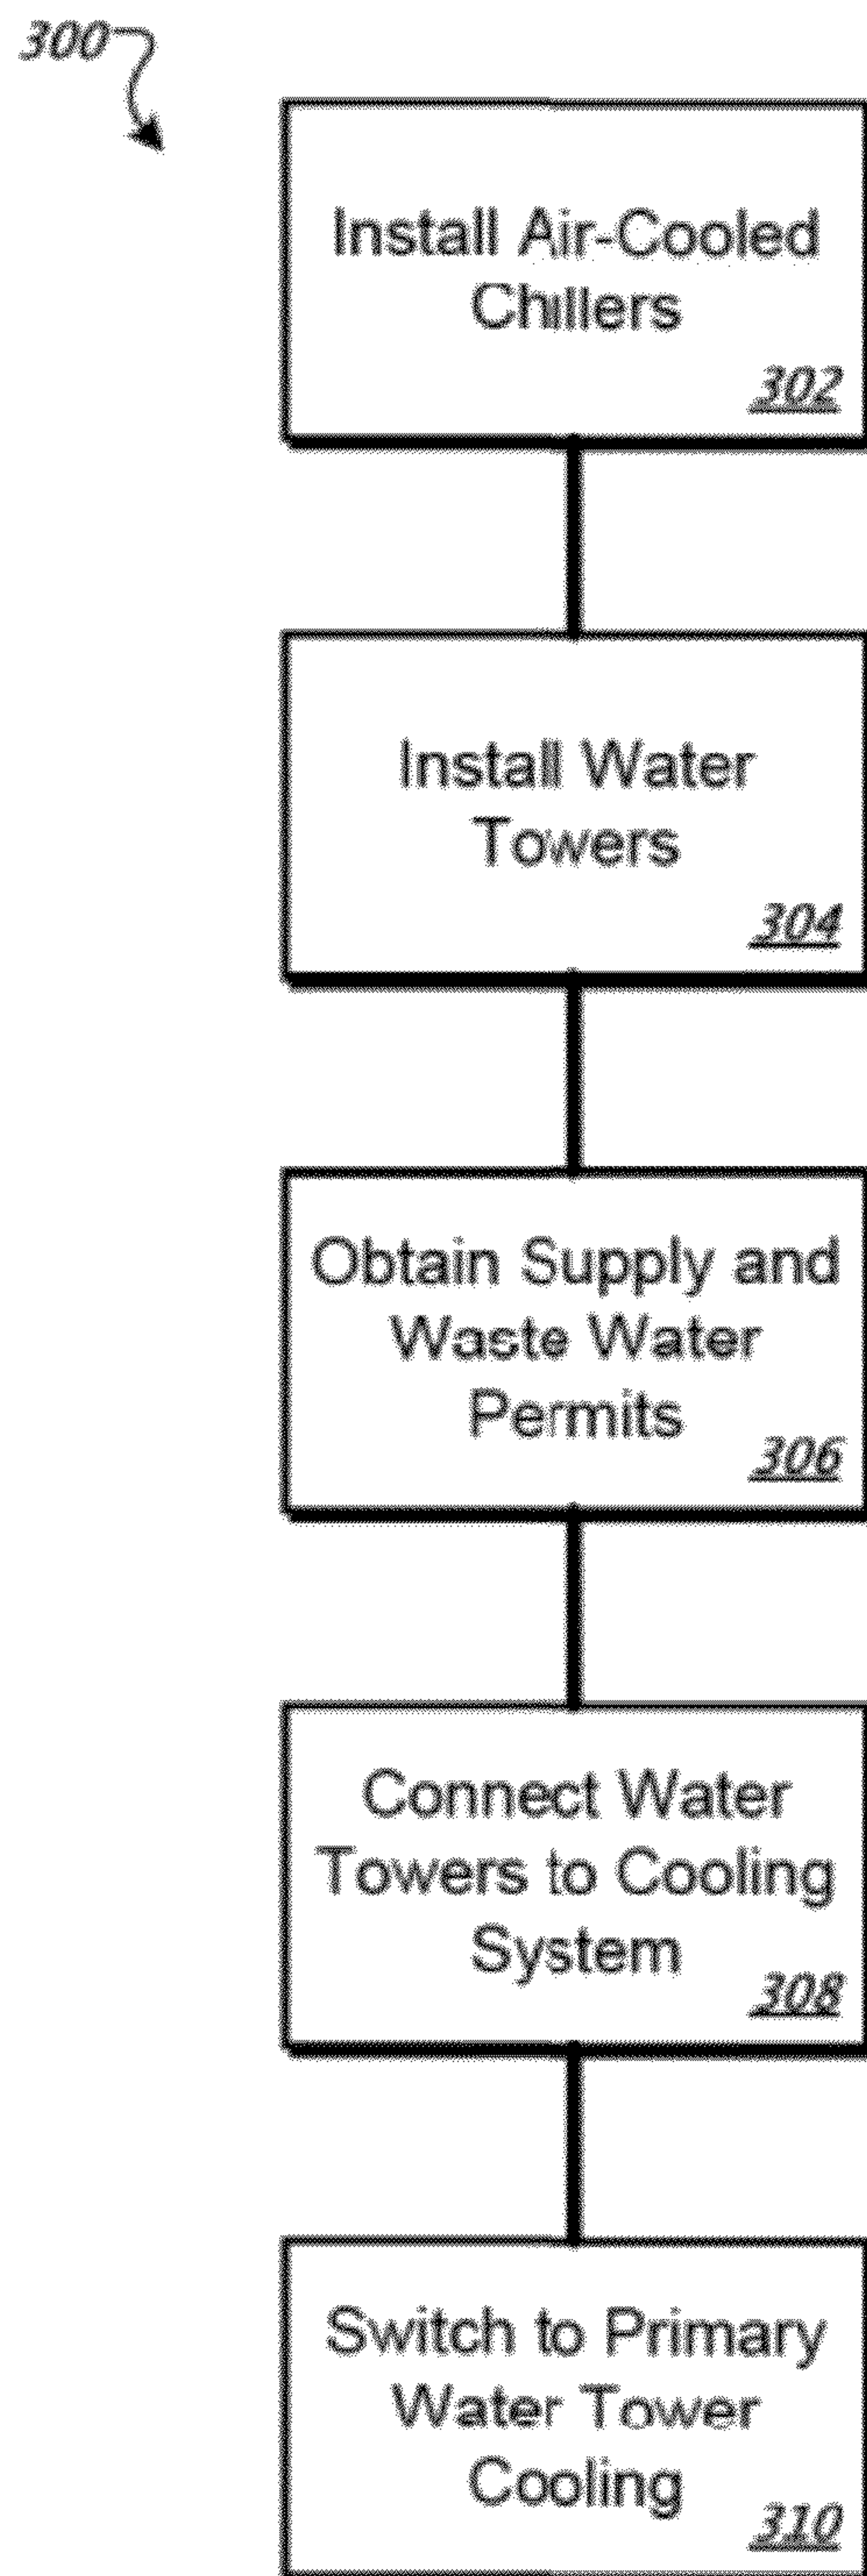 300
Install Air-Cooled
Chillers
302
Install Water
Towers
304
Obtain Supply and
Waste Water
Permits
306
Connect Water
Towers to Cooling
System
308
Switch to Primary
Water Tower
Cooling
310